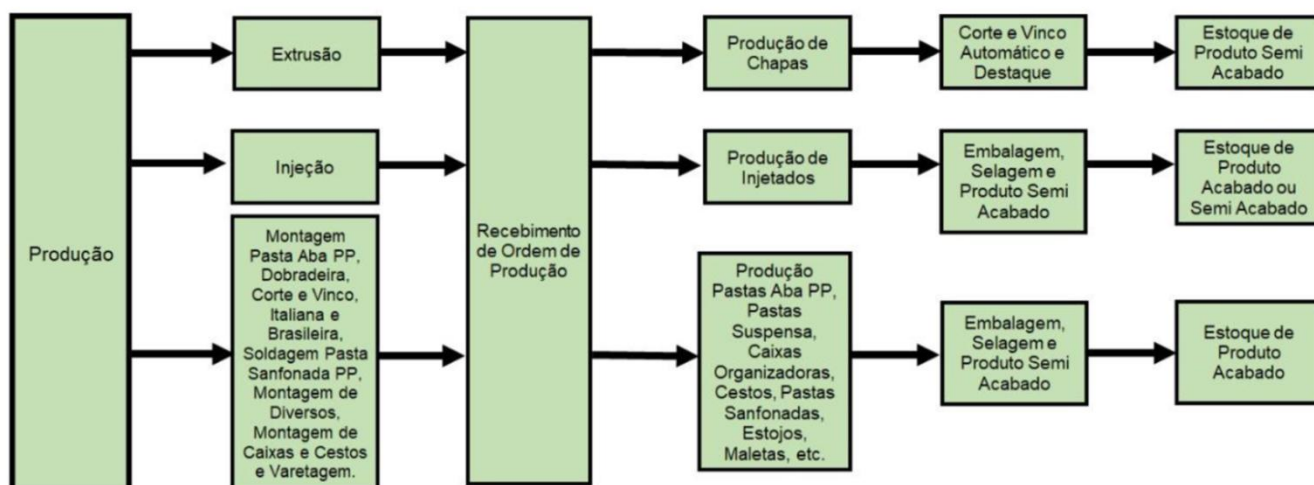 Produção
Extrusão
Injeção
Montagem
Pasta Aba PP,
Dobradeira,
Corte e Vinco,
Italiana e
Brasileira,
Soldagem Pasta
Sanfonada PP,
Montagem de
Diversos,
Montagem de
Caixas e Cestos
e Varetagem.
Recebimento
de Ordem de
Produção
Produção de
Chapas
Corte e Vinco
Automático e
Destaque
Estoque de
Produto Semi
Acabado
Produção de
Injetados
Embalagem,
Selagem e
Produto Semi
Acabado
Estoque de
Produto
Acabado ou
Semi Acabado
Produção
Pastas Aba PP,
Pastas
Suspensa,
Caixas
Organizadoras,
Cestos, Pastas
Sanfonadas,
Estojos,
Maletas, etc.
Embalagem,
Selagem e
Produto Semi
Acabado
Estoque de
Produto
Acabado